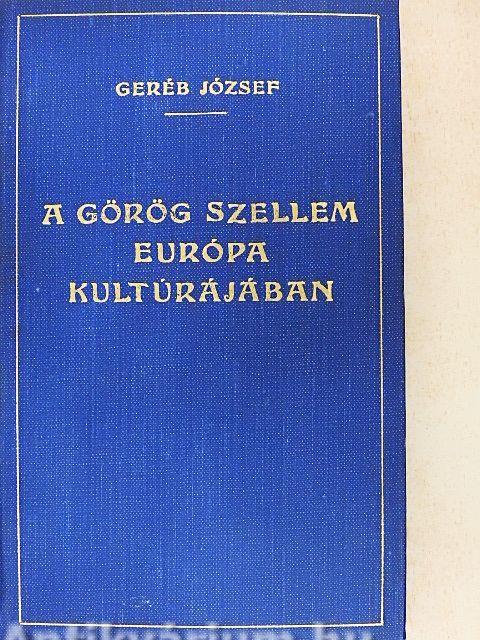 GERÉB JÓZSEF
A GÖRÖG SZELLEM
EURÓPA
KULTÚRÁJÁBAN